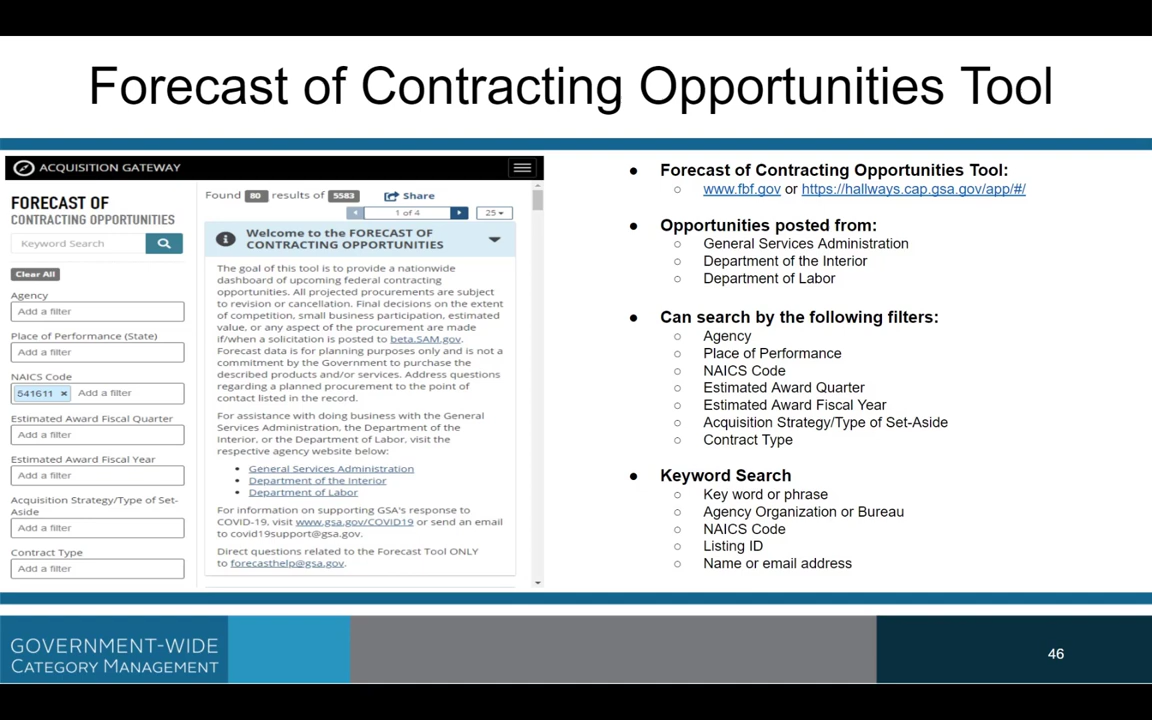 Forecast of Contracting Opportunities Tool
ACQUISITION GATEWAY
FORECAST OF
CONTRACTING OPPORTUNITIES
Keyword Search
Clear All
Agency
Add a filter
Place of Performance (State)
Add a filter
NAICS Code
541611 × Add a filter
Estimated Award Fiscal Quarter
Add a filter
Estimated Award Fiscal Year
Add a filter
Acquisition Strategy/Type of Set-
Aside
Add a filter
Contract Type
Add a filter
Found 80 results of 5583 Share
1 of 4 25
Welcome to the FORECAST OF
CONTRACTING OPPORTUNITIES
The goal of this tool is to provide a nationwide
dashboard of upcoming federal contracting
opportunities. All projected procurements are subject
to revision or cancellation. Final decisions on the extent
of competition, small business participation, estimated
value, or any aspect of the procurement are made
if/when a solicitation is posted to beta.SAM.gov.
Forecast data is for planning purposes only and is not a
commitment by the Government to purchase the
described products and/or services. Address questions
regarding a planned procurement to the point of
contact listed in the record.
For assistance with doing business with the General
Services Administration, the Department of the
Interior, or the Department of Labor, visit the
respective agency website below:
• General Services Administration
• Department of the Interior
• Department of Labor
For information on supporting GSA's response to
COVID-19, visit www.gsa.gov/COVID19 or send an email
to covid19support@gsa.gov.
Direct questions related to the Forecast Tool ONLY
to forecasthelp@gsa.gov.
● Forecast of Contracting Opportunities Tool:
○ www.fbf.gov or https://hallways.cap.gsa.gov/app/#/
● Opportunities posted from:
○ General Services Administration
○ Department of the Interior
○ Department of Labor
● Can search by the following filters:
○ Agency
○ Place of Performance
○ NAICS Code
○ Estimated Award Quarter
○ Estimated Award Fiscal Year
○ Acquisition Strategy/Type of Set-Aside
○ Contract Type
● Keyword Search
○ Key word or phrase
○ Agency Organization or Bureau
○ NAICS Code
○ Listing ID
○ Name or email address
GOVERNMENT-WIDE
CATEGORY MANAGEMENT
46